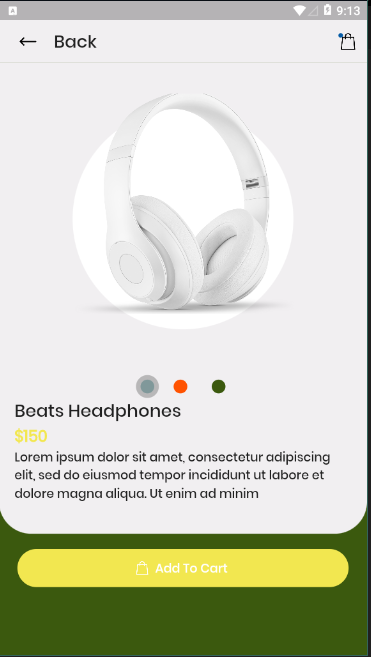 9:13
Back
Beats Headphones
$150
Lorem ipsum dolor sit amet, consectetur adipiscing
elit, sed do eiusmod tempor incididunt ut labore et
dolore magna aliqua. Ut enim ad minim
Add To Cart